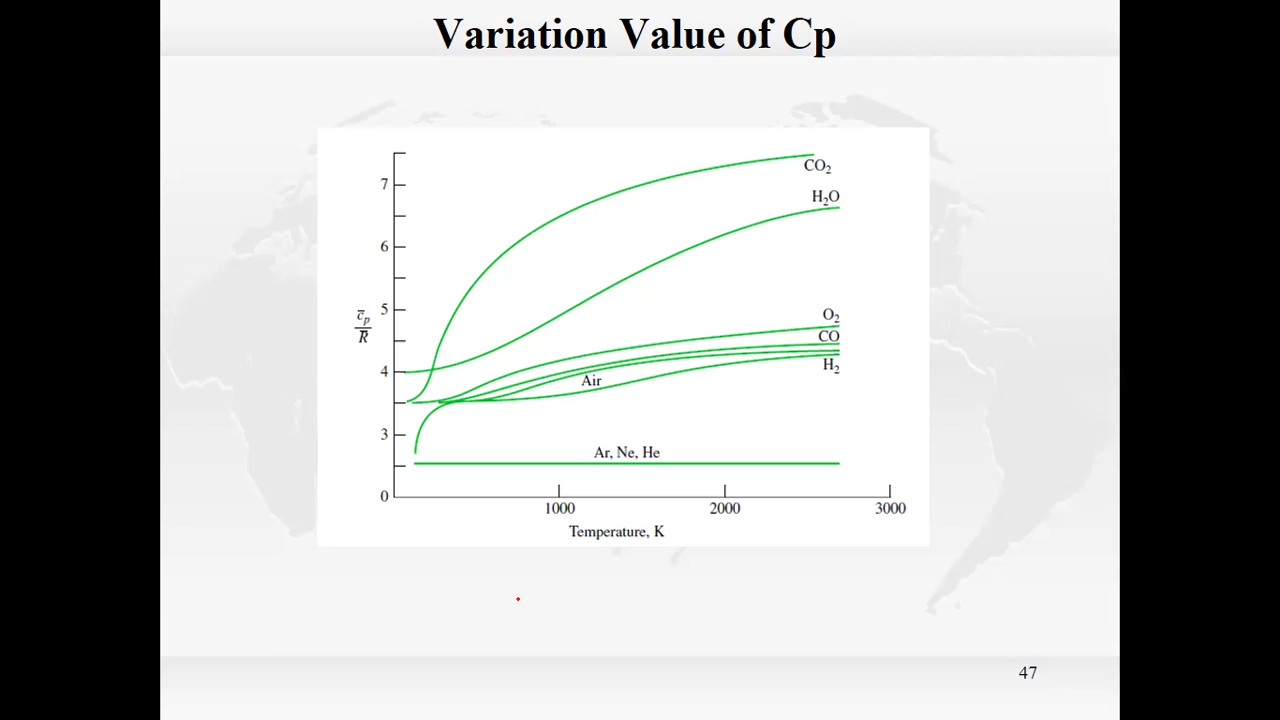 Variation Value of Cp
CO₂
7
H₂O
6
5
O₂
c̄ₚ
R̄
CO
H₂
4
Air
3
Ar, Ne, He
0
1000 2000 3000
Temperature, K
47